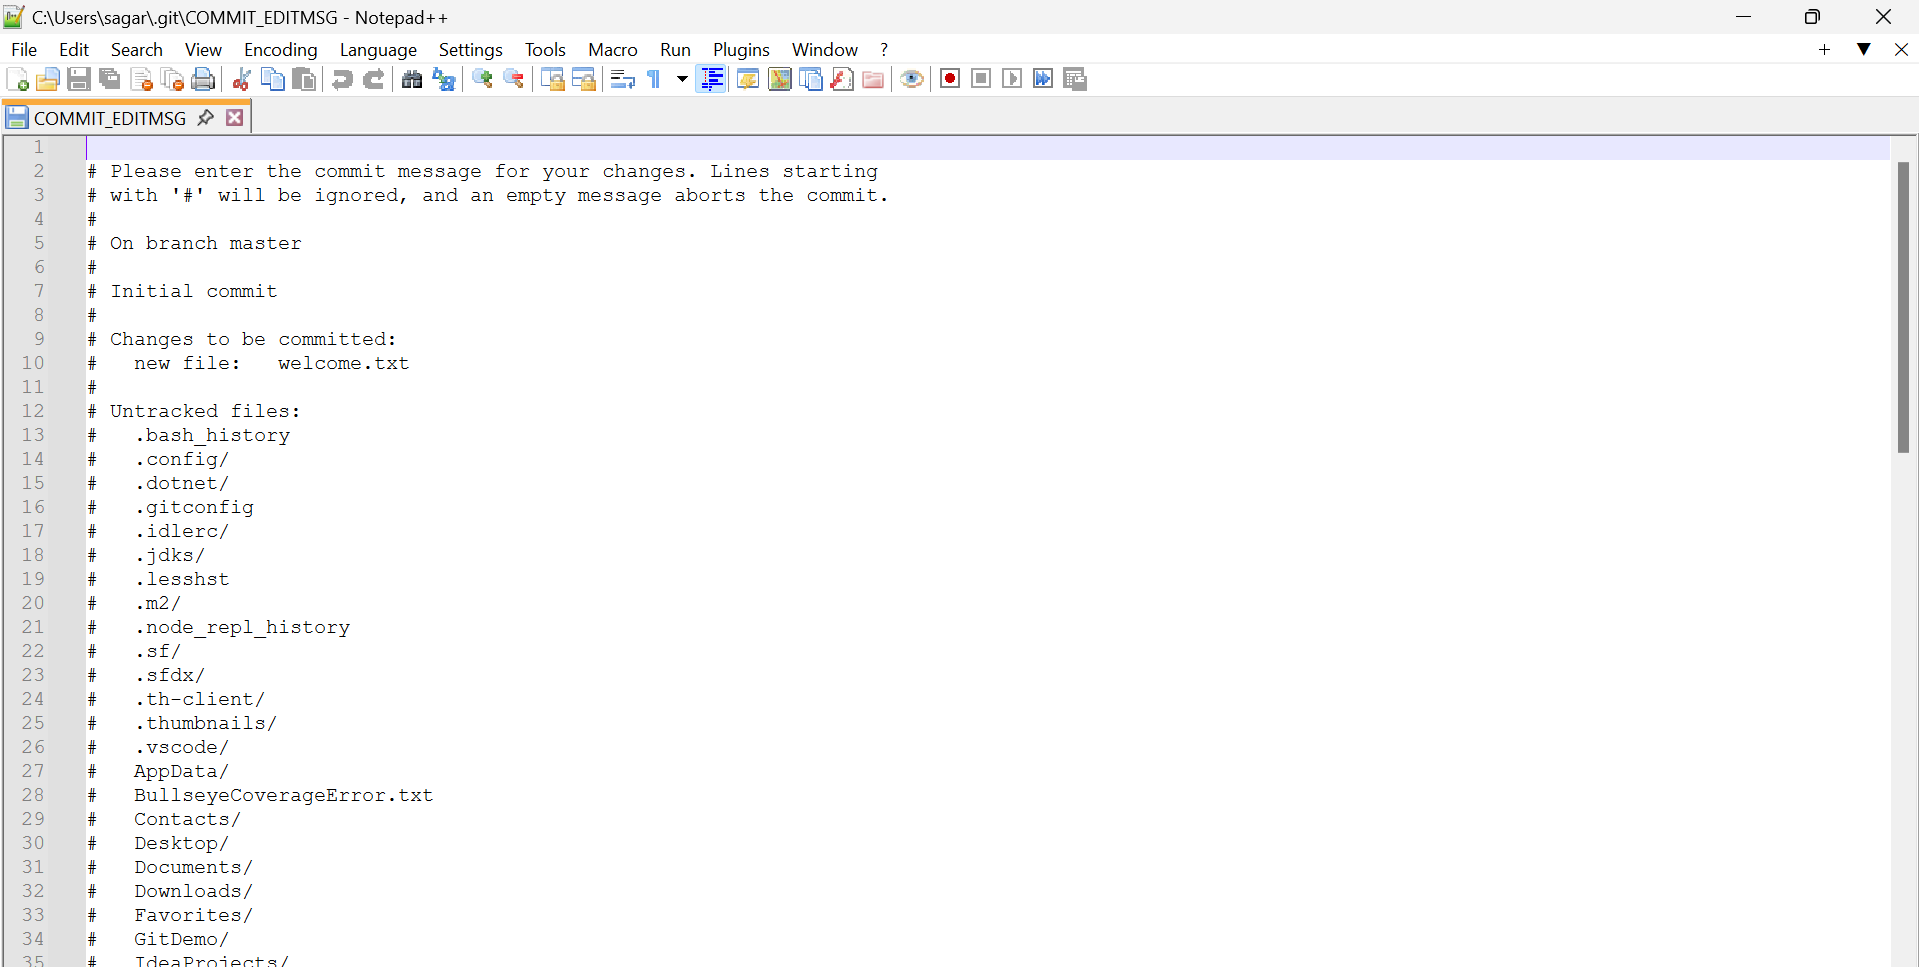 C:\Users\sagar\.git\COMMIT_EDITMSG - Notepad++
File Edit Search View Encoding Language Settings Tools Macro Run Plugins Window ?
COMMIT_EDITMSG
1
2 # Please enter the commit message for your changes. Lines starting
3 # with '#' will be ignored, and an empty message aborts the commit.
4 #
5 # On branch master
6 #
7 # Initial commit
8 #
9 # Changes to be committed:
10 # new file: welcome.txt
11 #
12 # Untracked files:
13 # .bash_history
14 # .config/
15 # .dotnet/
16 # .gitconfig
17 # .idlerc/
18 # .jdks/
19 # .lesshst
20 # .m2/
21 # .node_repl_history
22 # .sf/
23 # .sfdx/
24 # .th-client/
25 # .thumbnails/
26 # .vscode/
27 # AppData/
28 # BullseyeCoverageError.txt
29 # Contacts/
30 # Desktop/
31 # Documents/
32 # Downloads/
33 # Favorites/
34 # GitDemo/
35 # IdeaProjects/